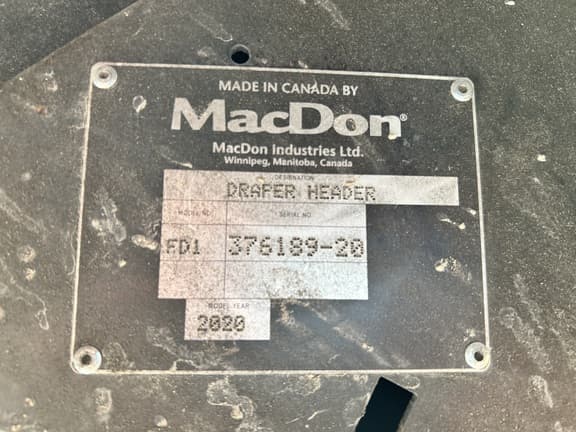 MADE IN CANADA BY
MacDon®
MacDon Industries Ltd.
Winnipeg, Manitoba, Canada
DESIGNATION
DRAPER HEADER
MODEL NO. SERIAL NO.
FD1 376189-20
MODEL YEAR
2020